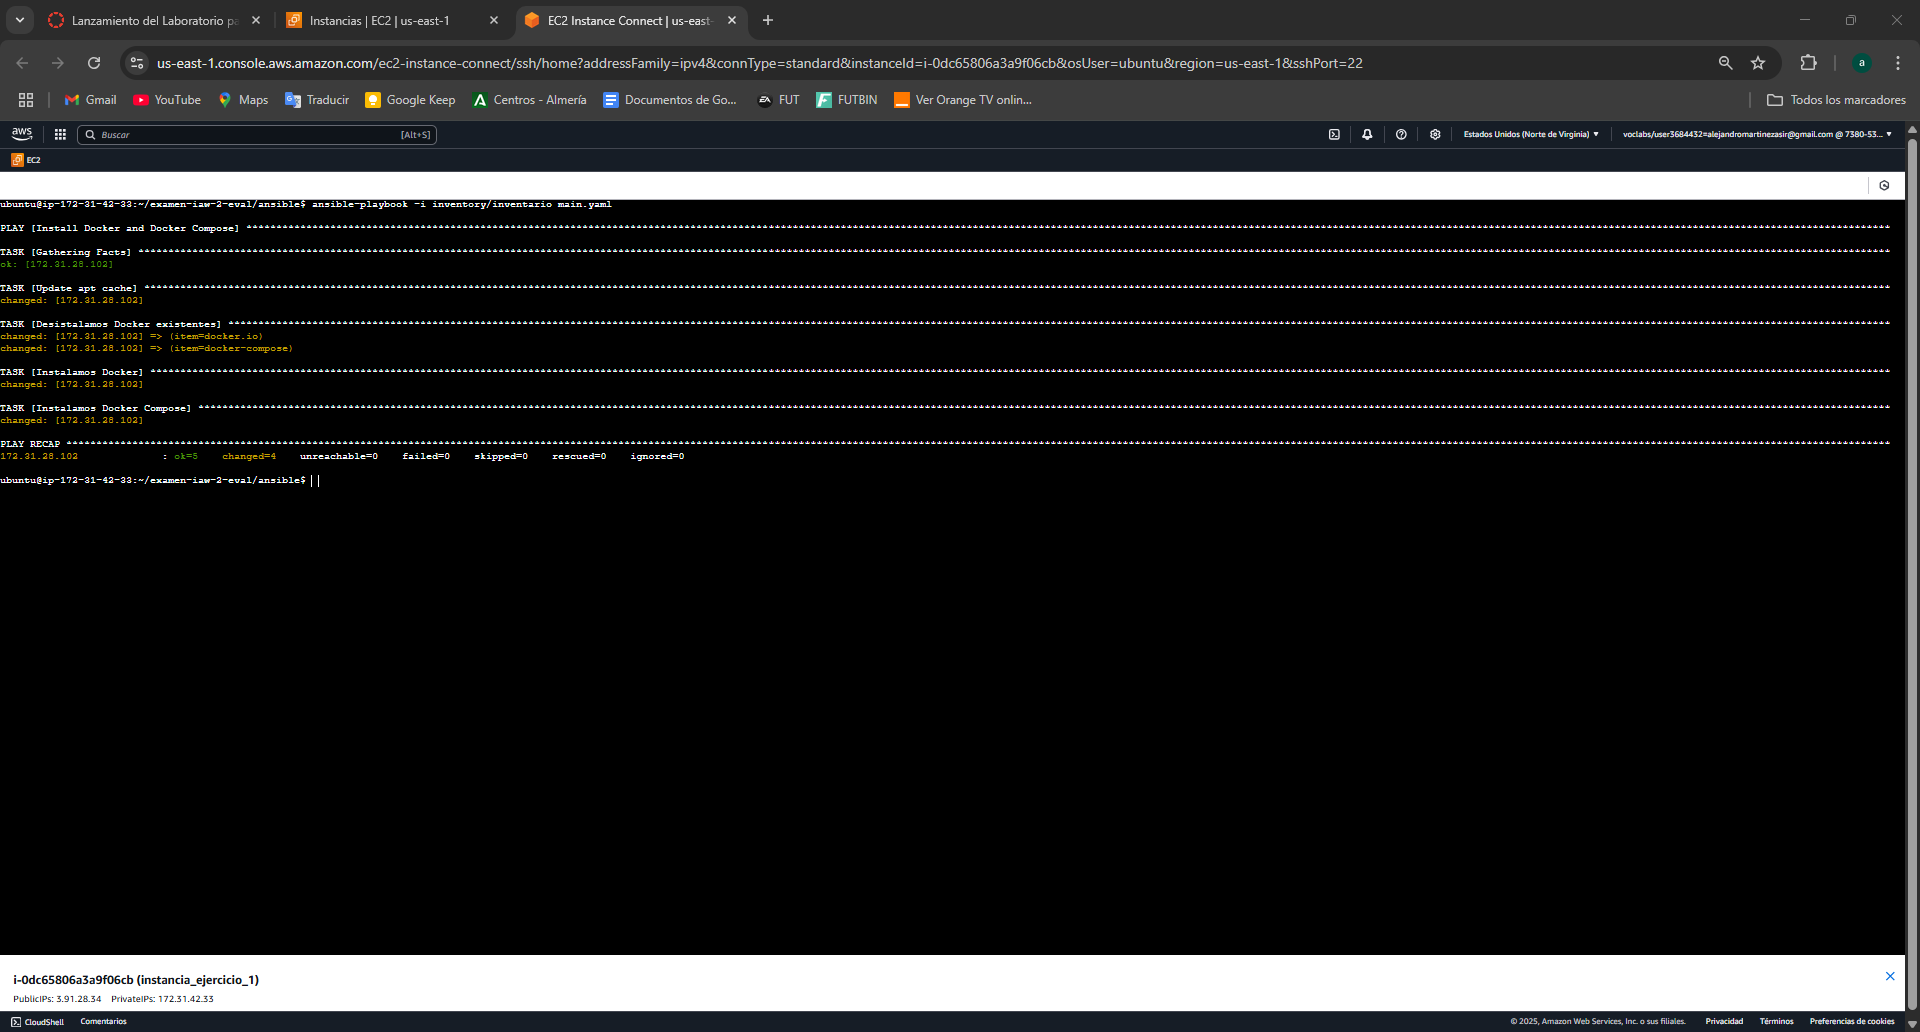 Lanzamiento del Laboratorio pa
Instancias | EC2 | us-east-1
EC2 Instance Connect | us-east-
us-east-1.console.aws.amazon.com/ec2-instance-connect/ssh/home?addressFamily=ipv4&connType=standard&instanceId=i-0dc65806a3a9f06cb&osUser=ubuntu&region=us-east-1&sshPort=22
a
Gmail
YouTube
Maps
Traducir
Google Keep
Centros - Almería
Documentos de Go...
FUT
FUTBIN
Ver Orange TV onlin...
Todos los marcadores
aws
Buscar
[Alt+S]
Estados Unidos (Norte de Virginia)
voclabs/user3684432=alejandromartinezasir@gmail.com @ 7380-53...
EC2
ubuntu@ip-172-31-42-33:~/examen-iaw-2-eval/ansible$ ansible-playbook -i inventory/inventario main.yaml
PLAY [Install Docker and Docker Compose] ***
TASK [Gathering Facts] ***
ok: [172.31.28.102]
TASK [Update apt cache] ***
changed: [172.31.28.102]
TASK [Desistalamos Docker existentes] ***
changed: [172.31.28.102] => (item=docker.io)
changed: [172.31.28.102] => (item=docker-compose)
TASK [Instalamos Docker] ***
changed: [172.31.28.102]
TASK [Instalamos Docker Compose] ***
changed: [172.31.28.102]
PLAY RECAP ***
172.31.28.102 : ok=5 changed=4 unreachable=0 failed=0 skipped=0 rescued=0 ignored=0
ubuntu@ip-172-31-42-33:~/examen-iaw-2-eval/ansible$
i-0dc65806a3a9f06cb (instancia_ejercicio_1)
PublicIPs: 3.91.28.34 PrivateIPs: 172.31.42.33
CloudShell
Comentarios
© 2025, Amazon Web Services, Inc. o sus filiales.
Privacidad
Términos
Preferencias de cookies